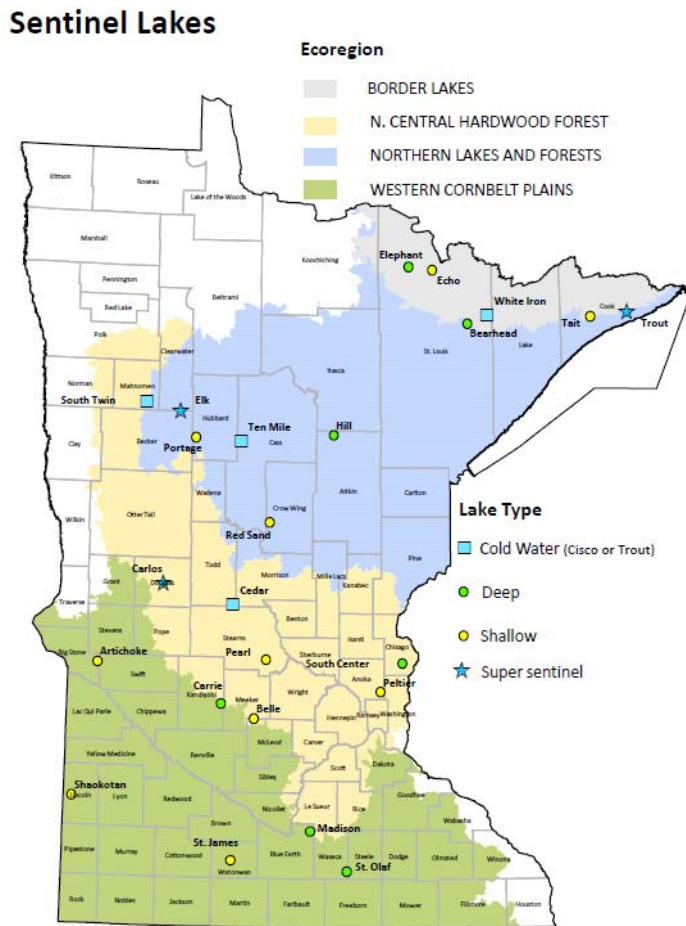 Sentinel Lakes
Ecoregion
BORDER LAKES
N. CENTRAL HARDWOOD FOREST
NORTHERN LAKES AND FORESTS
WESTERN CORNBELT PLAINS
Kittson
Roseau
Lake of the Woods
Marshall
Koochiching
Elephant
Echo
Pennington
Beltrami
White Iron
Cook
Red Lake
Tait
Trout
Polk
Bearhead
Clearwater
St. Louis
Lake
Itasca
Norman
Mahnomen
South Twin
Elk
Hubbard
Ten Mile
Hill
Clay
Becker
Portage
Cass
Wadena
Aitkin
Carlton
Crow Wing
Otter Tail
Lake Type
Wilkin
Red Sand
Cold Water (Cisco or Trout)
Pine
Todd
Morrison
Carlos
Grant
Mille Lacs
Kanabec
Deep
Cedar
Traverse
Benton
Stevens
Pope
Isanti
Shallow
Stearns
Chisago
Big Stone
Artichoke
Pearl
Sherburne
South Center
Super sentinel
Swift
Anoka
Peltier
Carrie
Kandiyohi
Meeker
Wright
Lac Qui Parle
Chippewa
Belle
Hennepin
Ramsey
Washington
McLeod
Carver
Yellow Medicine
Renville
Scott
Dakota
Sibley
Shaokotan
Lincoln
Lyon
Redwood
Nicollet
Le Sueur
Rice
Goodhue
Wabasha
Brown
Madison
St. James
Pipestone
Murray
Cottonwood
Watonwan
Blue Earth
Waseca
Steele
Dodge
Olmsted
Winona
St. Olaf
Rock
Nobles
Jackson
Martin
Faribault
Freeborn
Mower
Fillmore
Houston